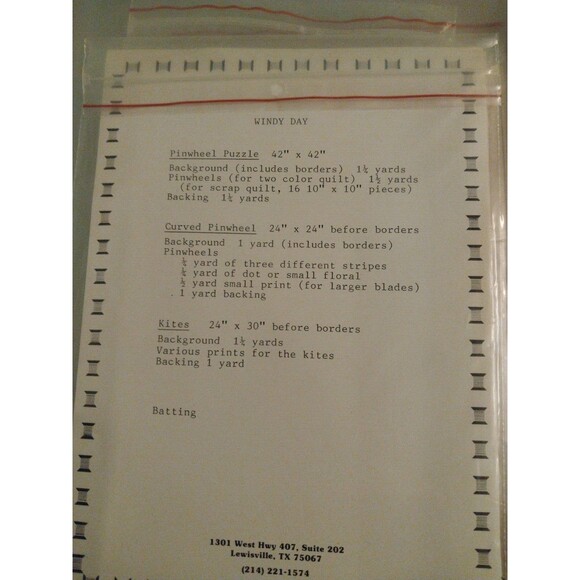 WINDY DAY
Pinwheel Puzzle 42" x 42"
Background (includes borders) 1¼ yards
Pinwheels (for two color quilt) 1½ yards
(for scrap quilt, 16 10" x 10" pieces)
Backing 1¼ yards
Curved Pinwheel 24" x 24" before borders
Background 1 yard (includes borders)
Pinwheels
¼ yard of three different stripes
¼ yard of dot or small floral
½ yard small print (for larger blades)
1 yard backing
Kites 24" x 30" before borders
Background 1¼ yards
Various prints for the kites
Backing 1 yard
Batting
1301 West Hwy 407, Suite 202
Lewisville, TX 75067
(214) 221-1574